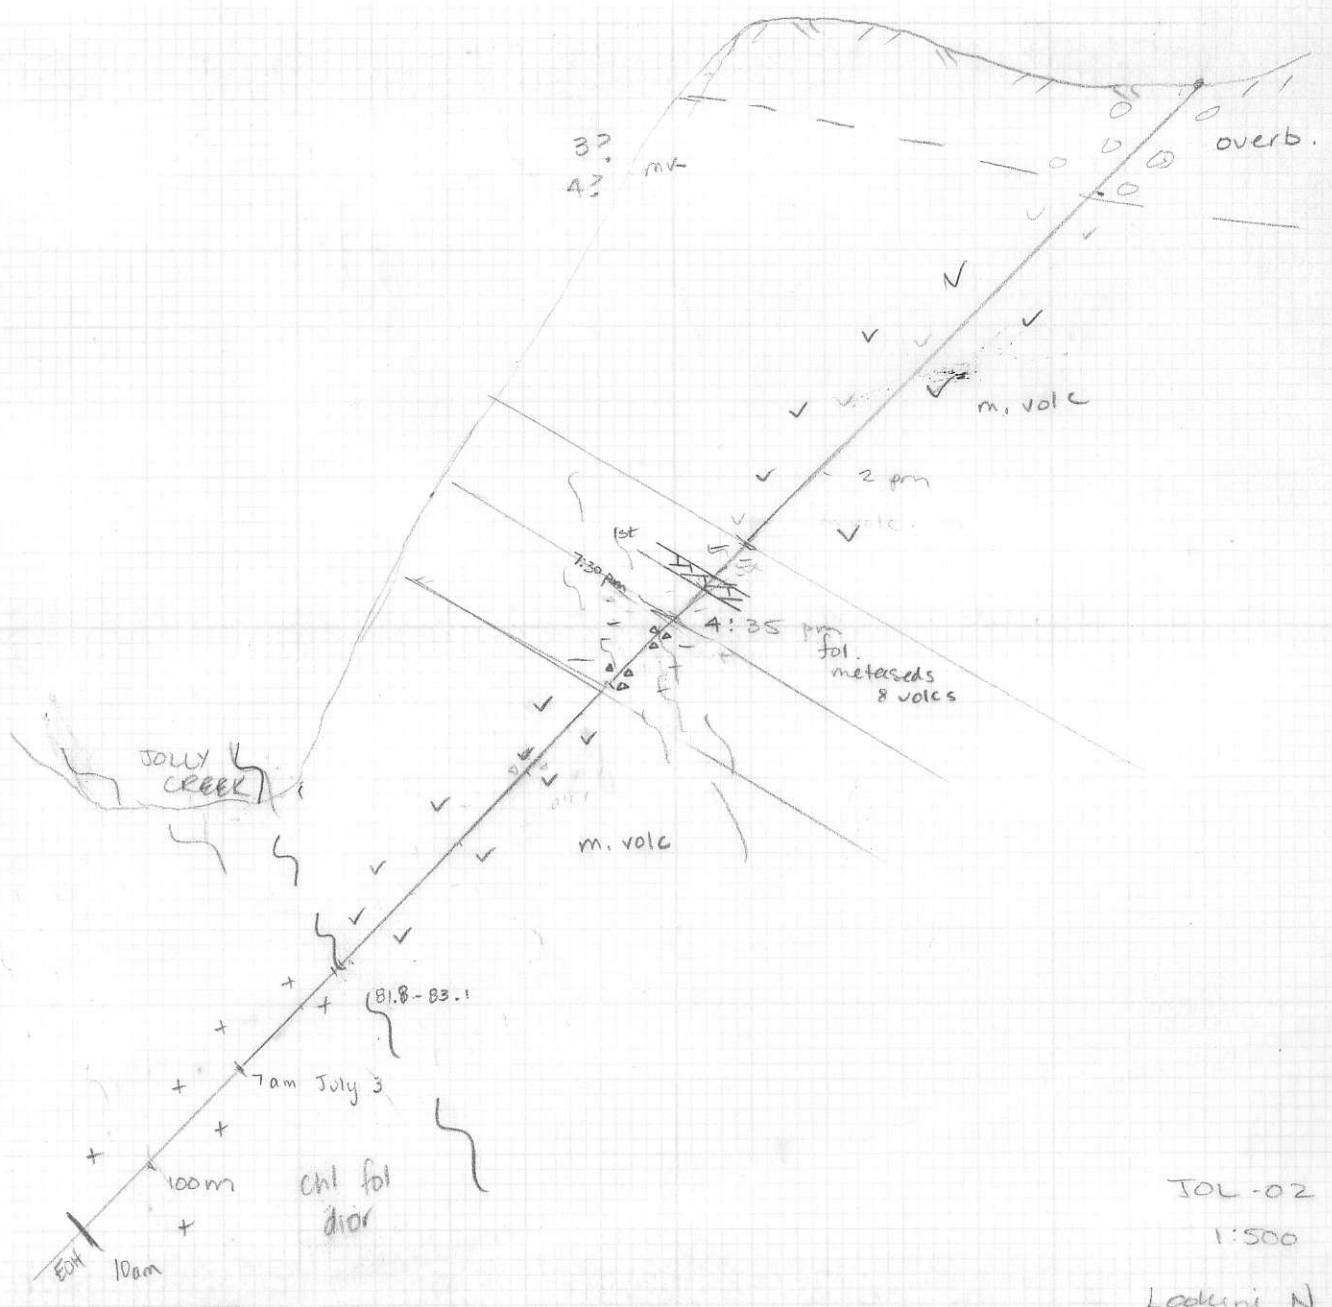 overb.
3?
4?
mv
m. volc
2 pm
1st
7:30 pm
4:35 pm
fol.
metaseds
& volcs
JOLLY
CREEK
m. volc
81.8-83.1
7am July 3
100m
chl fol
dior
EOH
10am
JOL-02
1:500
N